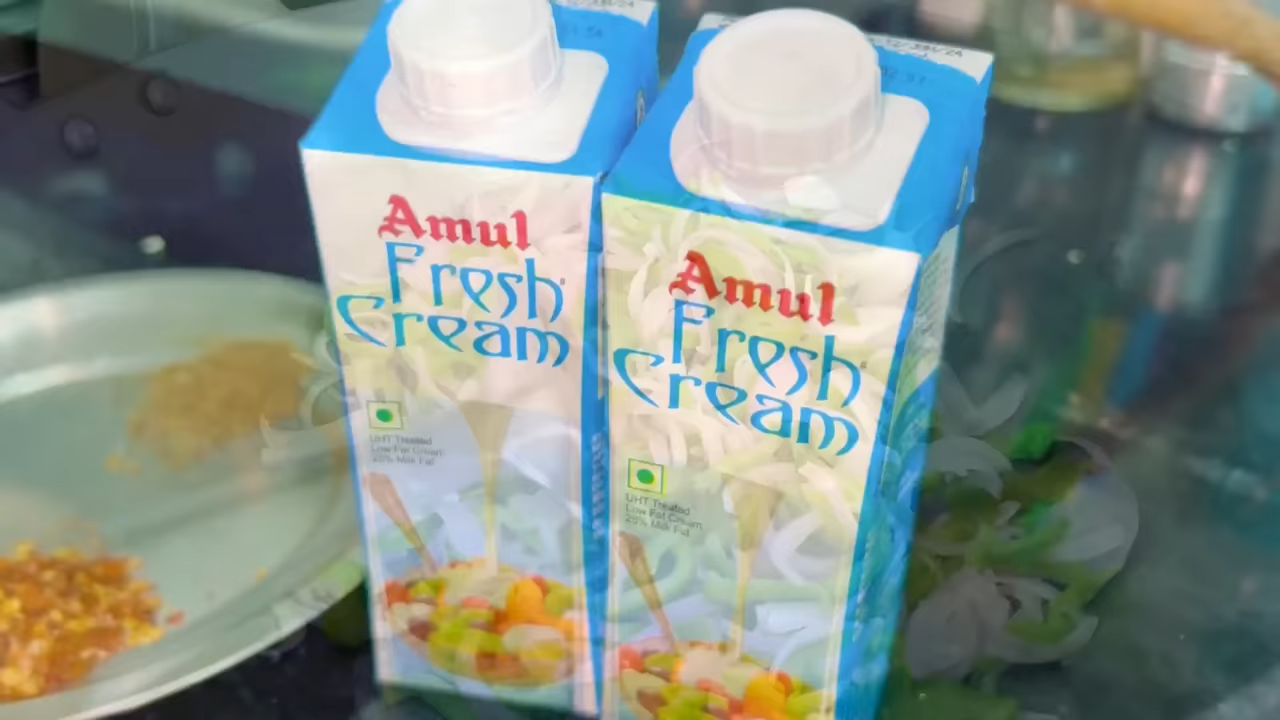 Amul
Fresh
Cream
UHT Treated
Low Fat Cream
25% Milk Fat
Amul
Fresh
Cream
UHT Treated
Low Fat Cream
25% Milk Fat